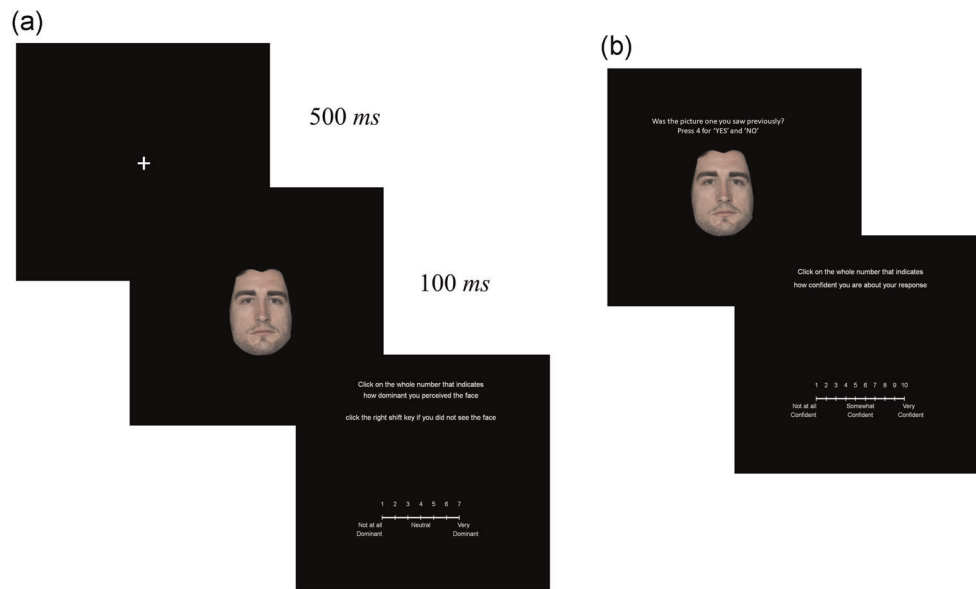 (a)
500 ms
+
100 ms
Click on the whole number that indicates
how dominant you perceived the face
click the right shift key if you did not see the face
1 2 3 4 5 6 7
Not at all Neutral Very
Dominant Dominant
(b)
Was the picture one you saw previously?
Press 4 for 'YES' and 'NO'
Click on the whole number that indicates
how confident you are about your response
1 2 3 4 5 6 7 8 9 10
Not at all Somewhat Very
Confident Confident Confident